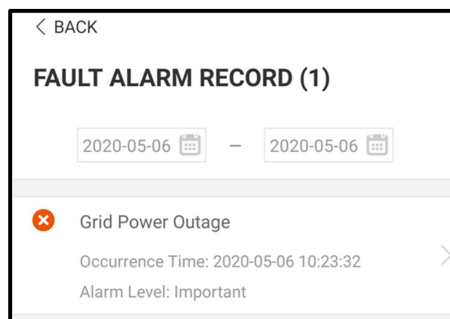 < BACK
FAULT ALARM RECORD (1)
2020-05-06 – 2020-05-06
Grid Power Outage
Occurrence Time: 2020-05-06 10:23:32
Alarm Level: Important